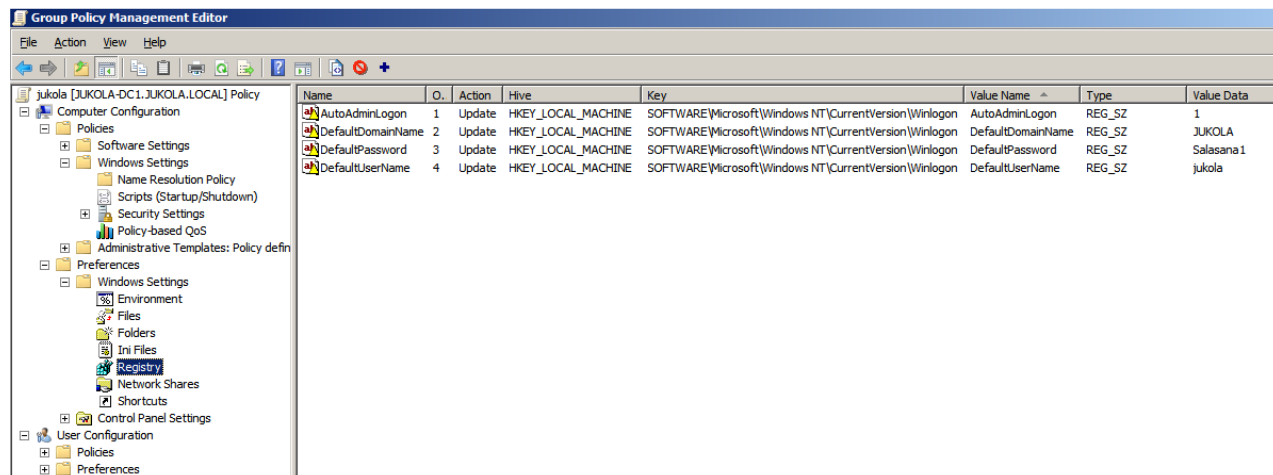 Group Policy Management Editor
File Action View Help
jukola [JUKOLA-DC1.JUKOLA.LOCAL] Policy
Computer Configuration
Policies
Software Settings
Windows Settings
Name Resolution Policy
Scripts (Startup/Shutdown)
Security Settings
Policy-based QoS
Administrative Templates: Policy defin
Preferences
Windows Settings
Environment
Files
Folders
Ini Files
Registry
Network Shares
Shortcuts
Control Panel Settings
User Configuration
Policies
Preferences
Name O. Action Hive Key Value Name Type Value Data
AutoAdminLogon 1 Update HKEY_LOCAL_MACHINE SOFTWARE\Microsoft\Windows NT\CurrentVersion\Winlogon AutoAdminLogon REG_SZ 1
DefaultDomainName 2 Update HKEY_LOCAL_MACHINE SOFTWARE\Microsoft\Windows NT\CurrentVersion\Winlogon DefaultDomainName REG_SZ JUKOLA
DefaultPassword 3 Update HKEY_LOCAL_MACHINE SOFTWARE\Microsoft\Windows NT\CurrentVersion\Winlogon DefaultPassword REG_SZ Salasana1
DefaultUserName 4 Update HKEY_LOCAL_MACHINE SOFTWARE\Microsoft\Windows NT\CurrentVersion\Winlogon DefaultUserName REG_SZ jukola